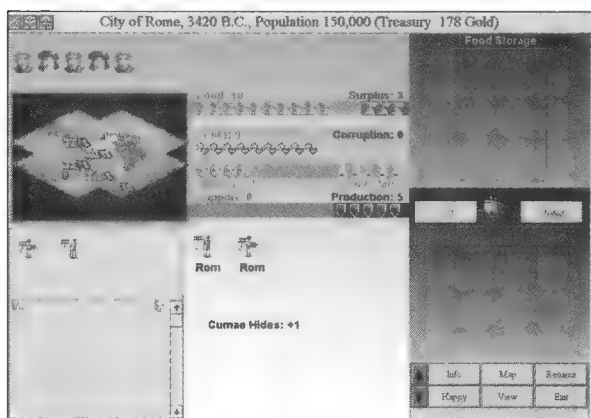 City of Rome, 3420 B.C., Population 150,000 (Treasury 178 Gold)
Food Storage
Surplus: 3
Corruption: 0
Production: 5
Rom Rom
Cumae Hides: +1
Info Map Rename
Happy View Exit